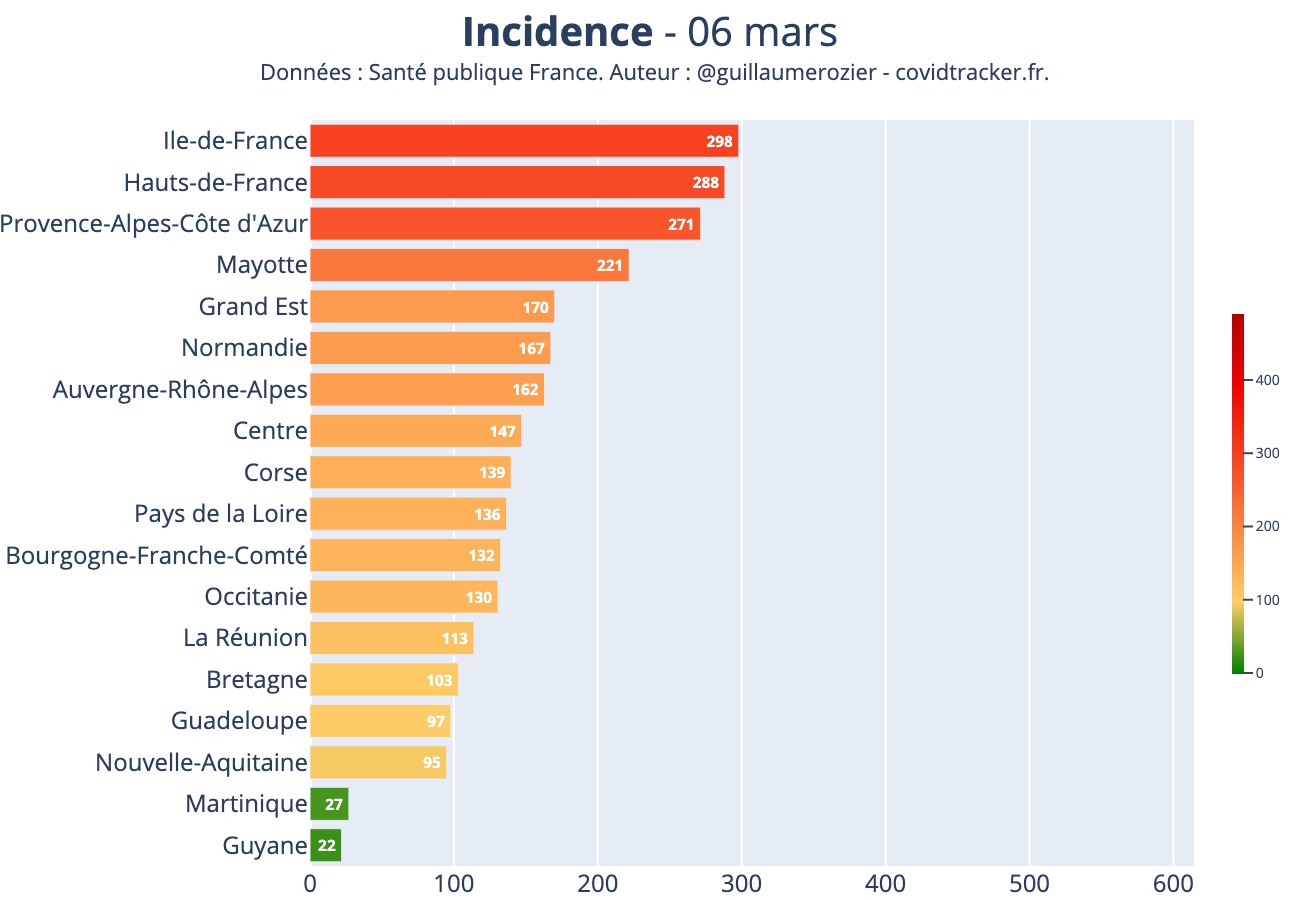 Incidence - 06 mars
Données : Santé publique France. Auteur : @guillaumerozier - covidtracker.fr.
Ile-de-France 298
Hauts-de-France 288
Provence-Alpes-Côte d'Azur 271
Mayotte 221
Grand Est 170
Normandie 167
Auvergne-Rhône-Alpes 162
Centre 147
Corse 139
Pays de la Loire 136
Bourgogne-Franche-Comté 132
Occitanie 130
La Réunion 113
Bretagne 103
Guadeloupe 97
Nouvelle-Aquitaine 95
Martinique 27
Guyane 22
0 100 200 300 400 500 600
400
300
200
100
0